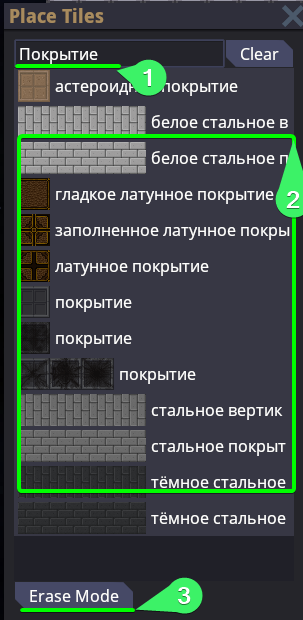 Place Tiles
Покрытие
Clear
1
астероидное покрытие
белое стальное в
белое стальное п
2
гладкое латунное покрытие
заполненное латунное покры
латунное покрытие
покрытие
покрытие
покрытие
стальное вертик
стальное покрыт
тёмное стальное
тёмное стальное
Erase Mode
3